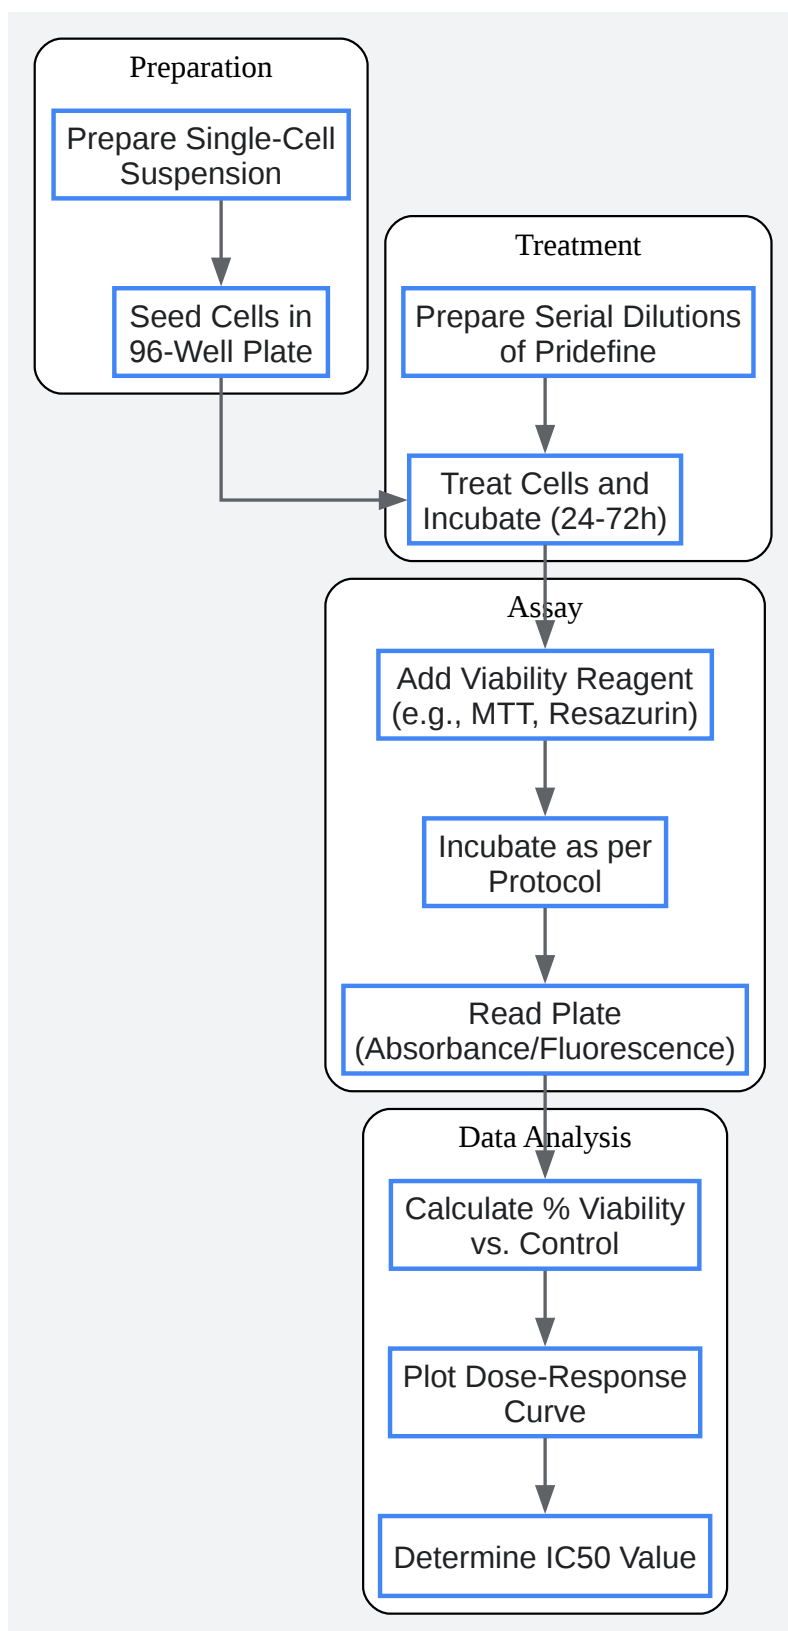 Preparation
Prepare Single-Cell
Suspension
Seed Cells in
96-Well Plate
Treatment
Prepare Serial Dilutions
of Pridefine
Treat Cells and
Incubate (24-72h)
Assay
Add Viability Reagent
(e.g., MTT, Resazurin)
Incubate as per
Protocol
Read Plate
(Absorbance/Fluorescence)
Data Analysis
Calculate % Viability
vs. Control
Plot Dose-Response
Curve
Determine IC50 Value